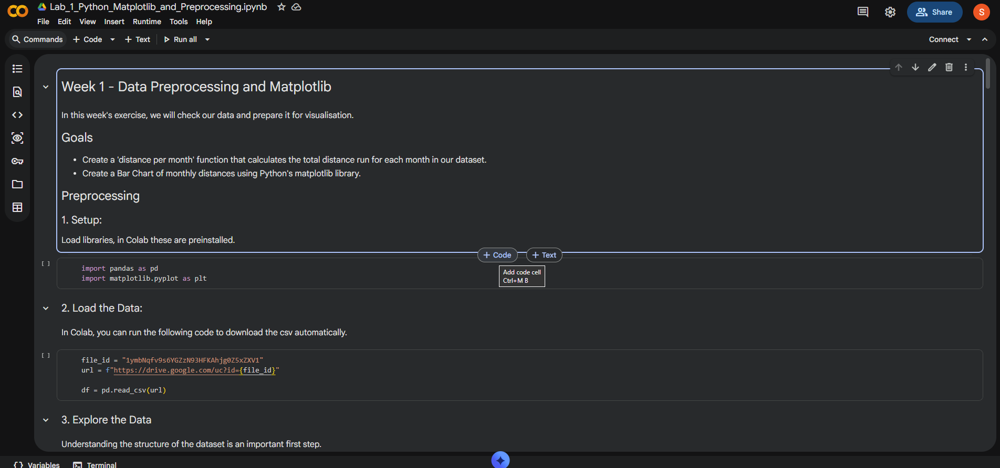 Lab_1_Python_Matplotlib_and_Preprocessing.ipynb
File Edit View Insert Runtime Tools Help
Share
S
Commands + Code + Text Run all
Connect
Week 1 - Data Preprocessing and Matplotlib
In this week's exercise, we will check our data and prepare it for visualisation.
Goals
• Create a 'distance per month' function that calculates the total distance run for each month in our dataset.
• Create a Bar Chart of monthly distances using Python's matplotlib library.
Preprocessing
1. Setup:
Load libraries, in Colab these are preinstalled.
+ Code + Text
Add code cell
Ctrl+M B
[ ]
import pandas as pd
import matplotlib.pyplot as plt
2. Load the Data:
In Colab, you can run the following code to download the csv automatically.
[ ]
file_id = "1ymbNqfv9s6YGZzN93HFKAhjg0Z5xZXV1"
url = f"https://drive.google.com/uc?id={file_id}"
df = pd.read_csv(url)
3. Explore the Data
Understanding the structure of the dataset is an important first step.
{} Variables Terminal